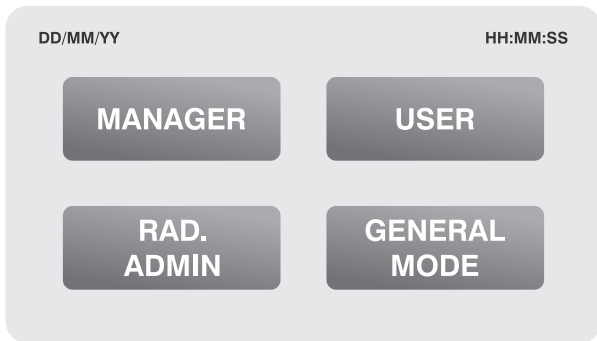 DD/MM/YY HH:MM:SS
MANAGER USER
RAD. GENERAL
ADMIN MODE